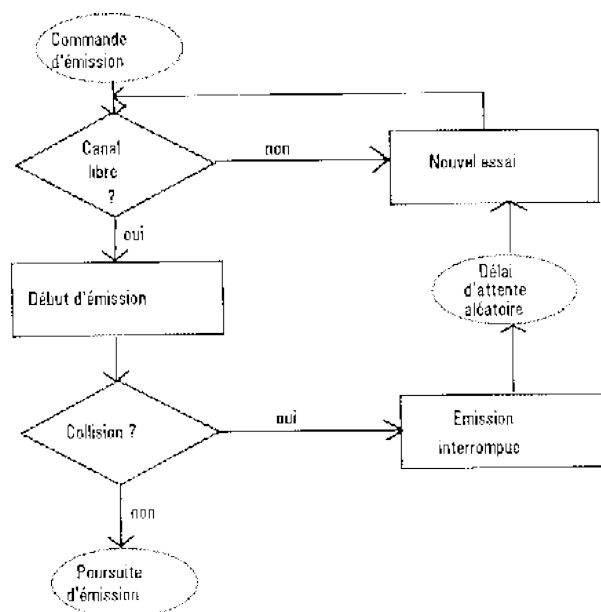 Commande
d'émission
Canal
libre
?
non
Nouvel essai
oui
Début d'émission
Délai
d'attente
aléatoire
Collision ?
oui
Emission
interrompue
non
Poursuite
d'émission